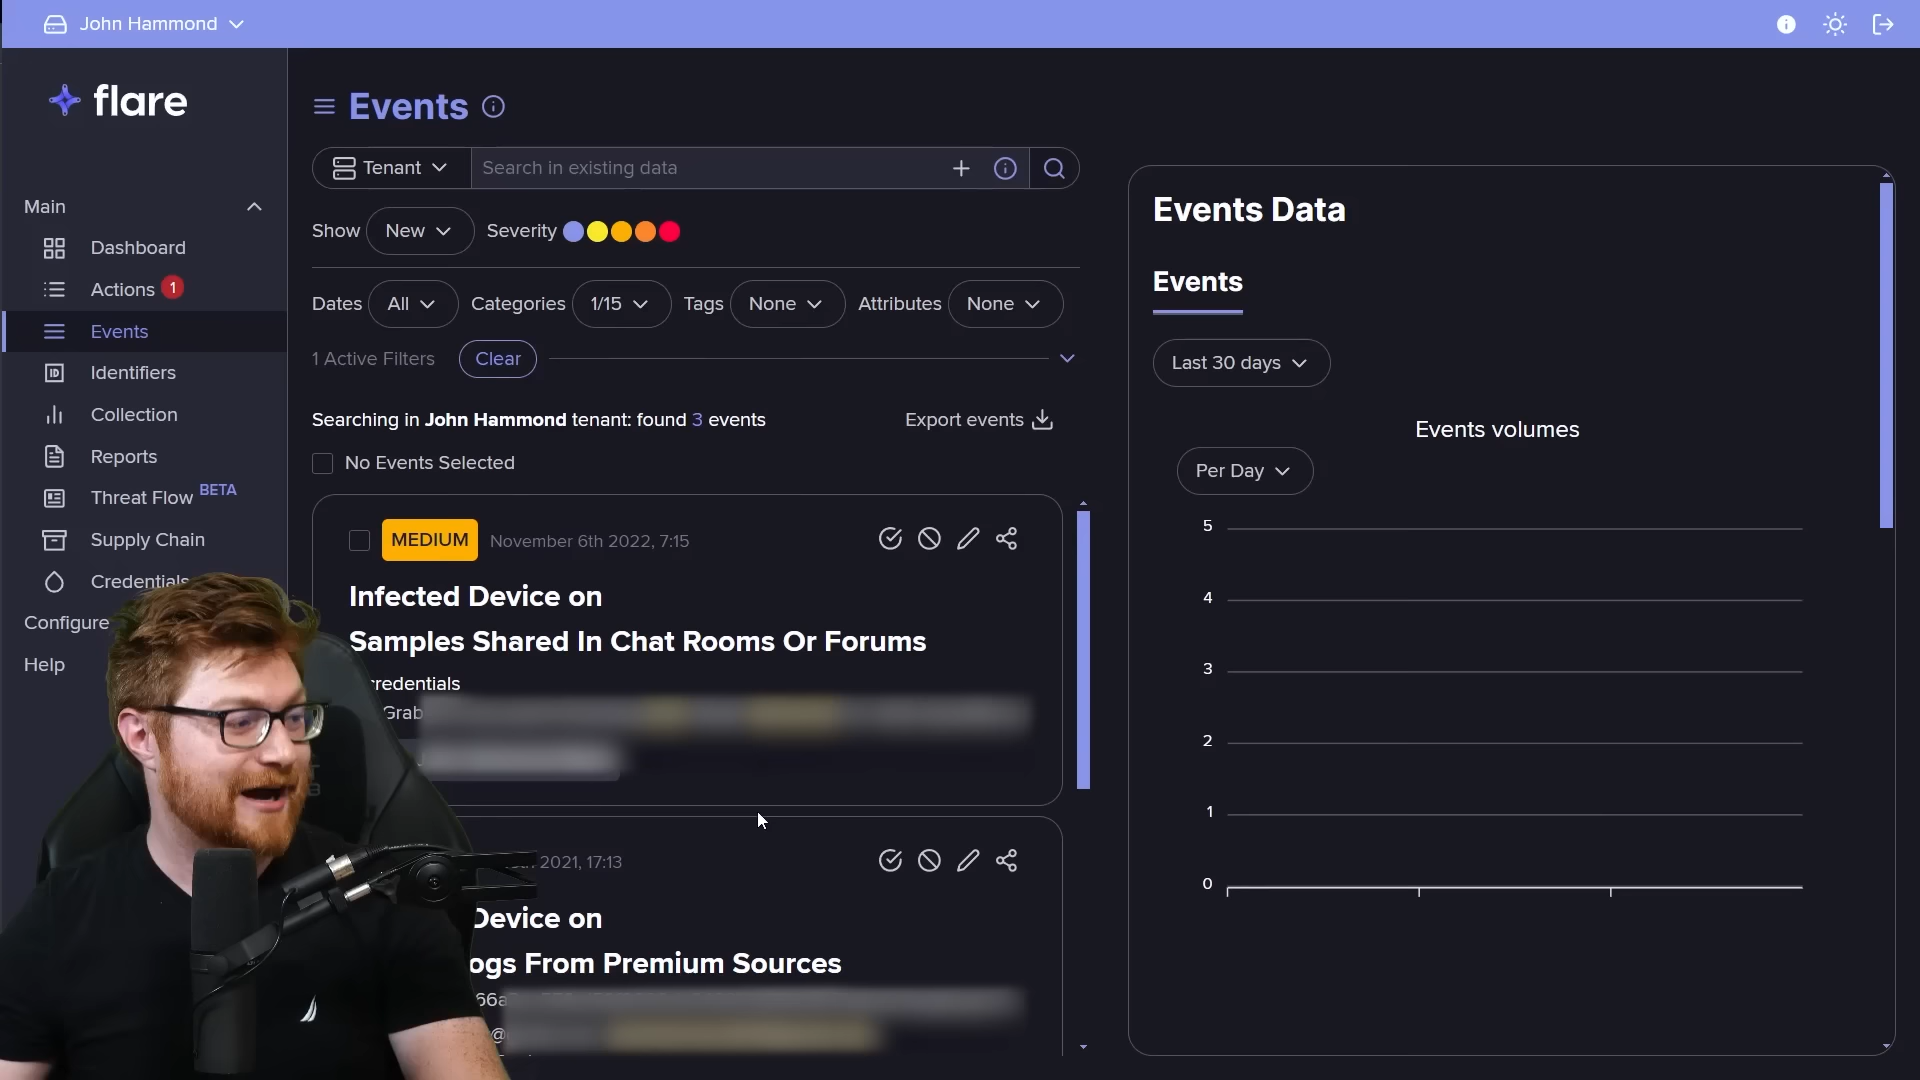 John Hammond
flare
Main
Dashboard
Actions 1
Events
Identifiers
Collection
Reports
Threat Flow BETA
Supply Chain
Credentials
Configure
Help
Events
Tenant
Search in existing data
Show New Severity
Dates All Categories 1/15 Tags None Attributes None
1 Active Filters Clear
Searching in John Hammond tenant: found 3 events
Export events
No Events Selected
MEDIUM November 6th 2022, 7:15
Infected Device on
Samples Shared In Chat Rooms Or Forums
credentials
Grab
2021, 17:13
Device on
ogs From Premium Sources
66a
@
Events Data
Events
Last 30 days
Events volumes
Per Day
5
4
3
2
1
0